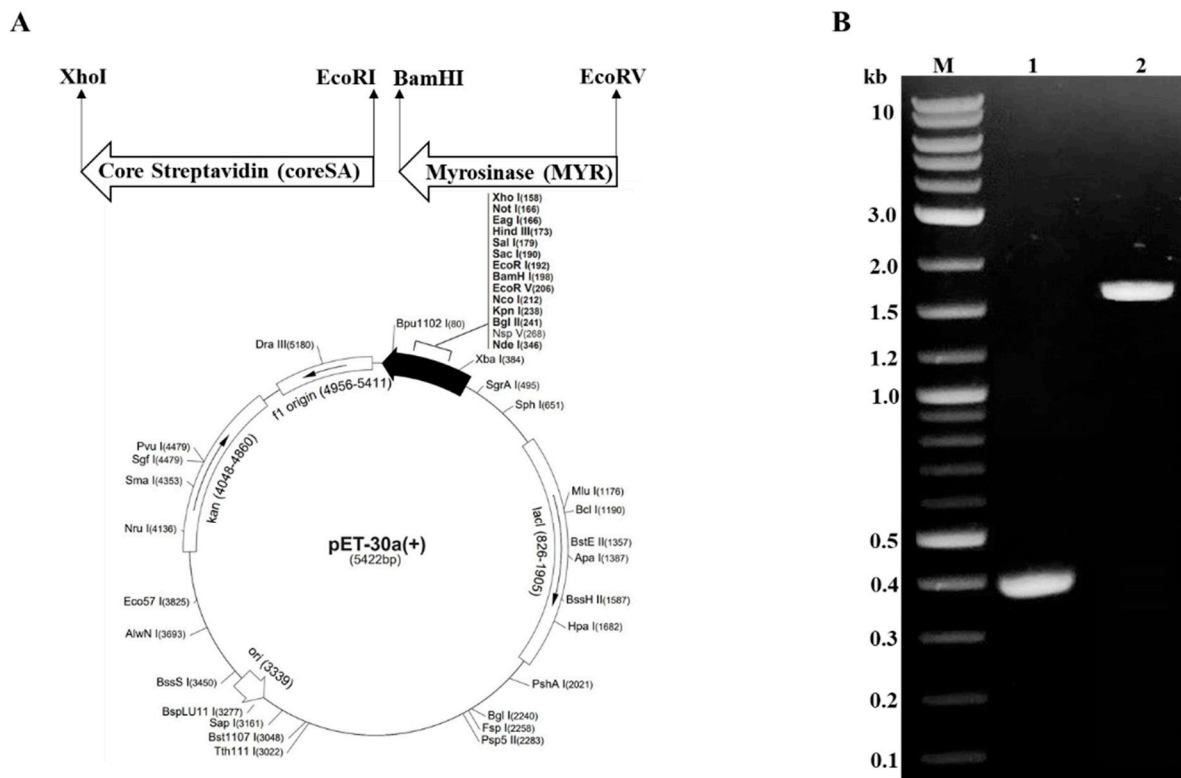 A
XhoI
EcoRI
BamHI
EcoRV
Core Streptavidin (coreSA)
Myrosinase (MYR)
Xho I(158)
Not I(166)
Eag I(166)
Hind III(173)
Sal I(179)
Sac I(190)
EcoR I(192)
BamH I(198)
EcoR V(206)
Nco I(212)
Kpn I(238)
Bgl II(241)
Nsp V(268)
Nde I(346)
Bpu1102 I(80)
Xba I(384)
SgrA I(495)
Sph I(651)
Mlu I(1176)
Bcl I(1190)
BstE II(1357)
Apa I(1387)
BssH II(1587)
Hpa I(1682)
PshA I(2021)
Bgl I(2240)
Fsp I(2258)
Psp5 II(2283)
Tth111 I(3022)
Bst1107 I(3048)
Sap I(3161)
BspLU11 I(3277)
BssS I(3450)
AlwN I(3693)
Eco57 I(3825)
Nru I(4136)
Sma I(4353)
Sgf I(4479)
Pvu I(4479)
Dra III(5180)
f1 origin (4956-5411)
kan (4048-4860)
lacI (826-1905)
ori (3339)
pET-30a(+)
(5422bp)
B
kb
M
1
2
10
3.0
2.0
1.5
1.2
1.0
0.5
0.4
0.3
0.2
0.1